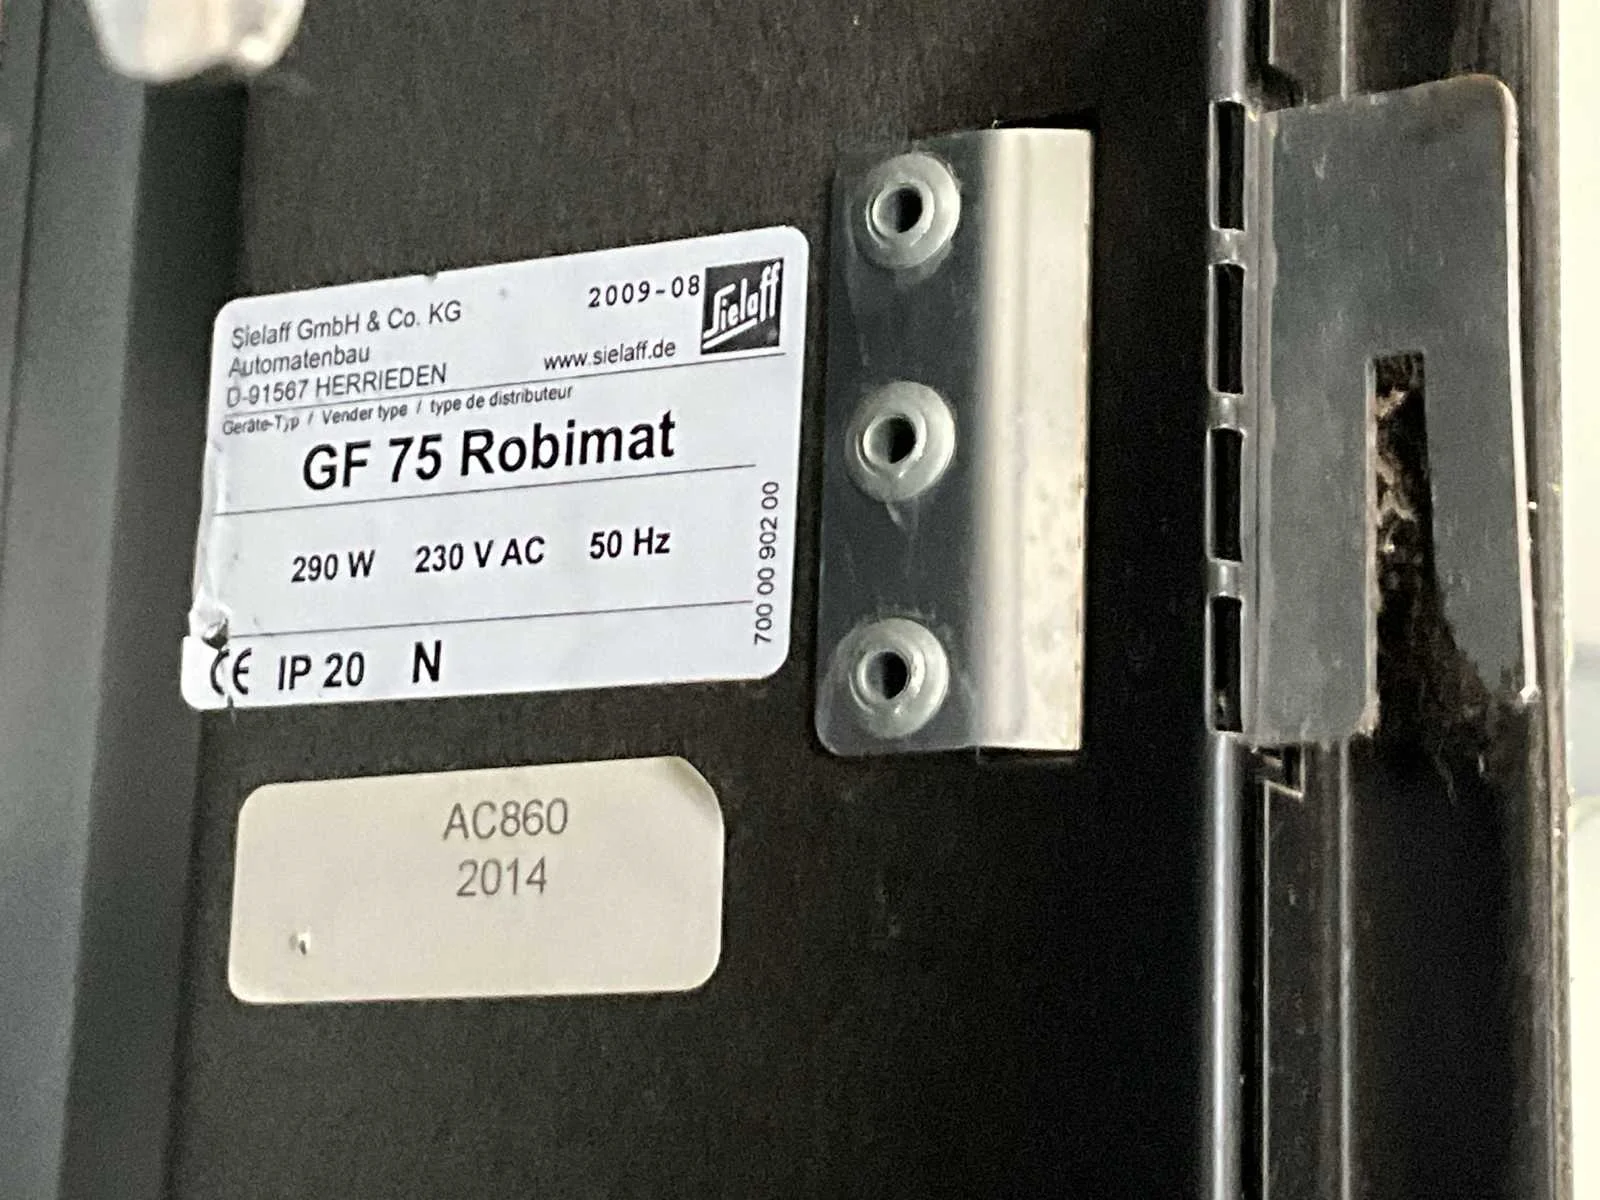 Sielaff GmbH & Co. KG
Automatenbau
D-91567 HERRIEDEN
2009-08
www.sielaff.de
Sielaff
Geräte-Typ / Vender type / type de distributeur
GF 75 Robimat
290 W 230 V AC 50 Hz
700 00 902 00
CE IP 20 N
AC860
2014